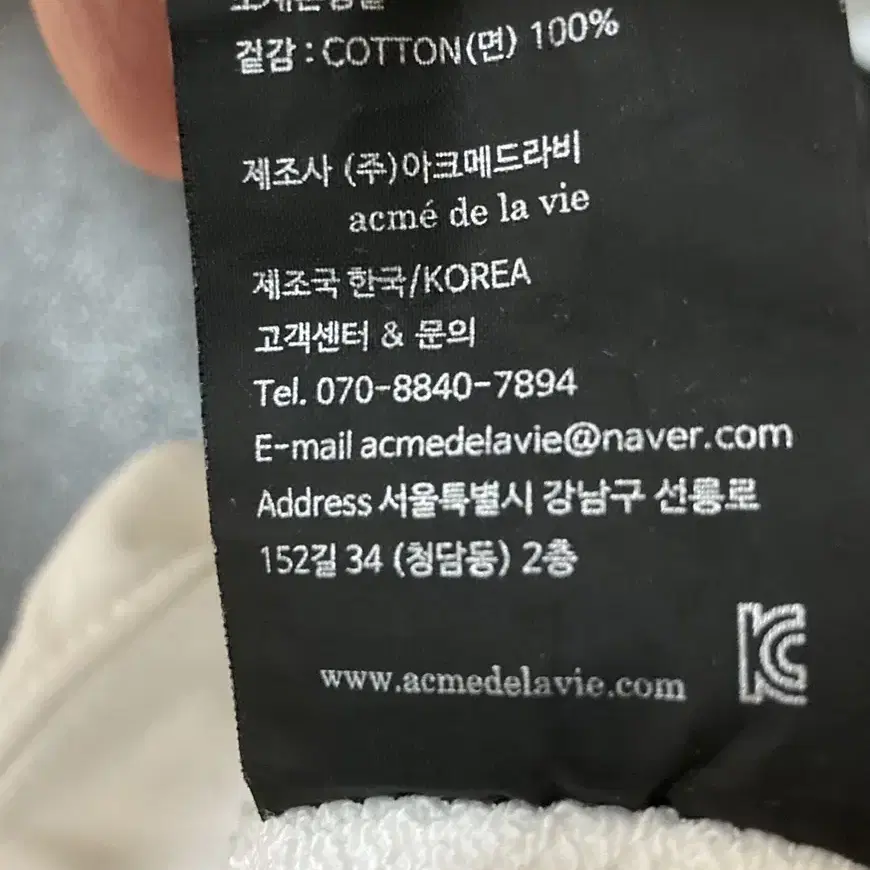 겉감 : COTTON(면) 100%
제조사 (주)아크메드라비
acmé de la vie
제조국 한국/KOREA
고객센터 & 문의
Tel. 070-8840-7894
E-mail acmedelavie@naver.com
Address 서울특별시 강남구 선릉로
152길 34 (청담동) 2층
www.acmedelavie.com